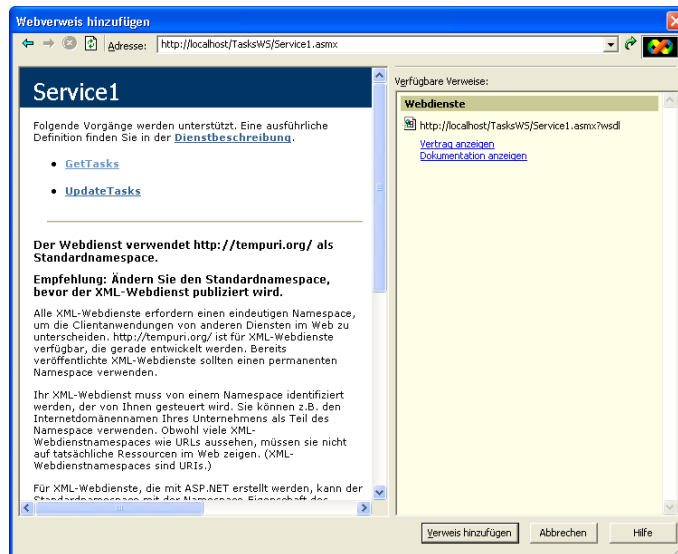 Webverweis hinzufügen
Adresse: http://localhost/TasksWS/Service1.asmx
Service1
Folgende Vorgänge werden unterstützt. Eine ausführliche
Definition finden Sie in der Dienstbeschreibung.
GetTasks
UpdateTasks
Der Webdienst verwendet http://tempuri.org/ als
Standardnamespace.
Empfehlung: Ändern Sie den Standardnamespace,
bevor der XML-Webdienst publiziert wird.
Alle XML-Webdienste erfordern einen eindeutigen Namespace,
um die Clientanwendungen von anderen Diensten im Web zu
unterscheiden. http://tempuri.org/ ist für XML-Webdienste
verfügbar, die gerade entwickelt werden. Bereits
veröffentlichte XML-Webdienste sollten einen permanenten
Namespace verwenden.
Ihr XML-Webdienst muss von einem Namespace identifiziert
werden, der von Ihnen gesteuert wird. Sie können z.B. den
Internetdomänennamen Ihres Unternehmens als Teil des
Namespace verwenden. Obwohl viele XML-
Webdienstnamespaces wie URLs aussehen, müssen sie nicht
auf tatsächliche Ressourcen im Web zeigen. (XML-
Webdienstnamespaces sind URIs.)
Für XML-Webdienste, die mit ASP.NET erstellt werden, kann der
Standardnamespace mit der Namespace-Eigenschaft des
Verfügbare Verweise:
Webdienste
http://localhost/TasksWS/Service1.asmx?wsdl
Vertrag anzeigen
Dokumentation anzeigen
Verweis hinzufügen Abbrechen Hilfe